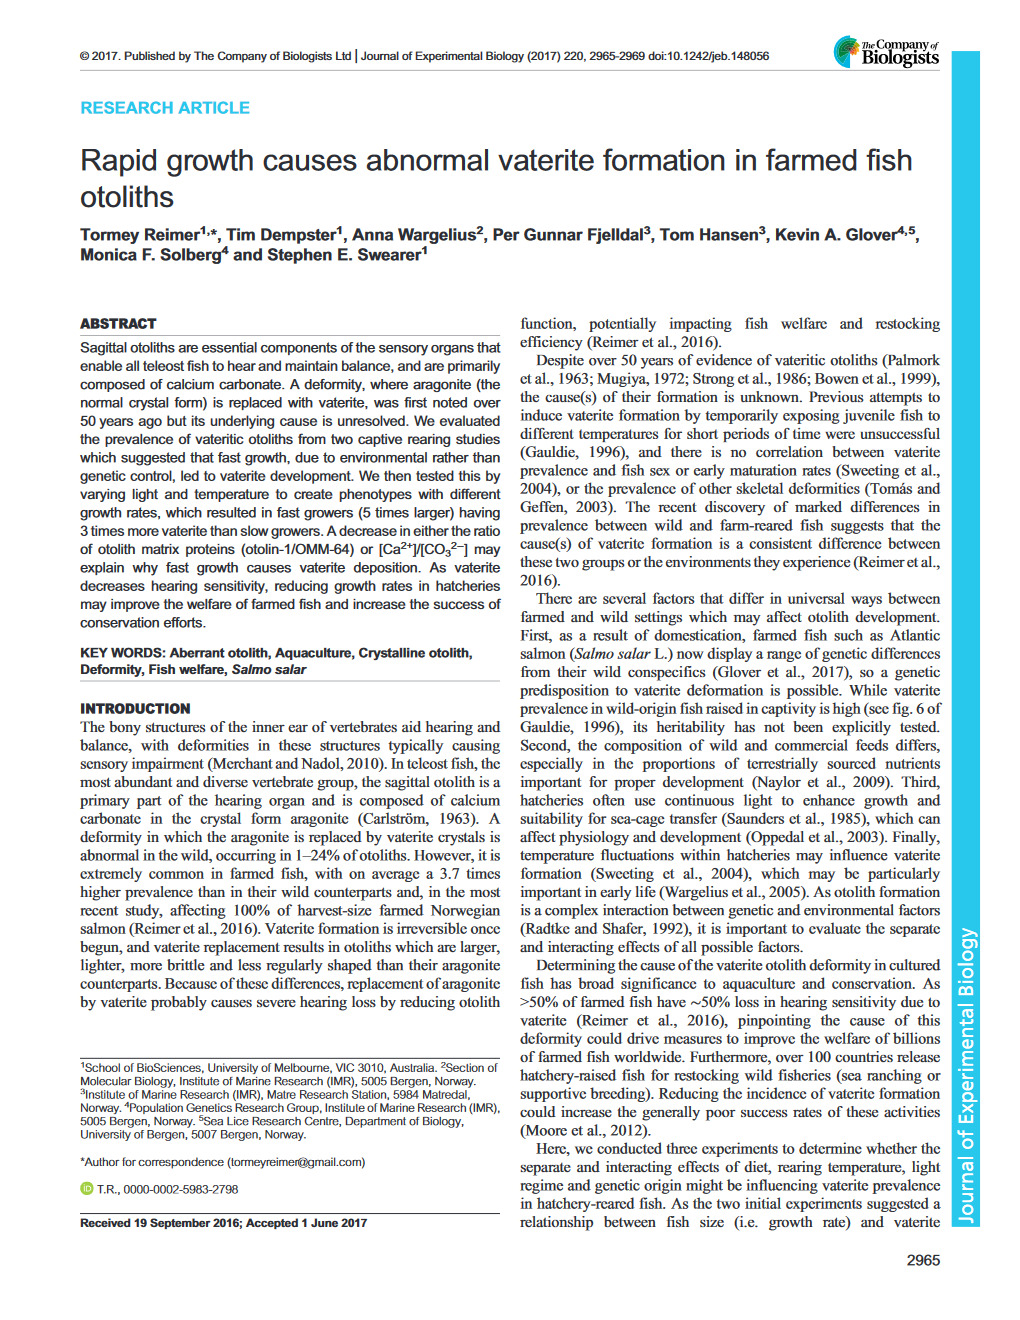 © 2017. Published by The Company of Biologists Ltd | Journal of Experimental Biology (2017) 220, 2965-2969 doi:10.1242/jeb.148056
The Company of
Biologists
RESEARCH ARTICLE
Rapid growth causes abnormal vaterite formation in farmed fish
otoliths
Tormey Reimer1,*, Tim Dempster1, Anna Wargelius2, Per Gunnar Fjelldal3, Tom Hansen3, Kevin A. Glover4,5,
Monica F. Solberg4 and Stephen E. Swearer1
ABSTRACT
Sagittal otoliths are essential components of the sensory organs that
enable all teleost fish to hear and maintain balance, and are primarily
composed of calcium carbonate. A deformity, where aragonite (the
normal crystal form) is replaced with vaterite, was first noted over
50 years ago but its underlying cause is unresolved. We evaluated
the prevalence of vateritic otoliths from two captive rearing studies
which suggested that fast growth, due to environmental rather than
genetic control, led to vaterite development. We then tested this by
varying light and temperature to create phenotypes with different
growth rates, which resulted in fast growers (5 times larger) having
3 times more vaterite than slow growers. A decrease in either the ratio
of otolith matrix proteins (otolin-1/OMM-64) or [Ca2+]/[CO32−] may
explain why fast growth causes vaterite deposition. As vaterite
decreases hearing sensitivity, reducing growth rates in hatcheries
may improve the welfare of farmed fish and increase the success of
conservation efforts.
KEY WORDS: Aberrant otolith, Aquaculture, Crystalline otolith,
Deformity, Fish welfare, Salmo salar
INTRODUCTION
The bony structures of the inner ear of vertebrates aid hearing and
balance, with deformities in these structures typically causing
sensory impairment (Merchant and Nadol, 2010). In teleost fish, the
most abundant and diverse vertebrate group, the sagittal otolith is a
primary part of the hearing organ and is composed of calcium
carbonate in the crystal form aragonite (Carlström, 1963). A
deformity in which the aragonite is replaced by vaterite crystals is
abnormal in the wild, occurring in 1–24% of otoliths. However, it is
extremely common in farmed fish, with on average a 3.7 times
higher prevalence than in their wild counterparts and, in the most
recent study, affecting 100% of harvest-size farmed Norwegian
salmon (Reimer et al., 2016). Vaterite formation is irreversible once
begun, and vaterite replacement results in otoliths which are larger,
lighter, more brittle and less regularly shaped than their aragonite
counterparts. Because of these differences, replacement of aragonite
by vaterite probably causes severe hearing loss by reducing otolith
1School of BioSciences, University of Melbourne, VIC 3010, Australia. 2Section of
Molecular Biology, Institute of Marine Research (IMR), 5005 Bergen, Norway.
3Institute of Marine Research (IMR), Matre Research Station, 5984 Matredal,
Norway. 4Population Genetics Research Group, Institute of Marine Research (IMR),
5005 Bergen, Norway. 5Sea Lice Research Centre, Department of Biology,
University of Bergen, 5007 Bergen, Norway.
*Author for correspondence (tormeyreimer@gmail.com)
iD T.R., 0000-0002-5983-2798
Received 19 September 2016; Accepted 1 June 2017
function, potentially impacting fish welfare and restocking
efficiency (Reimer et al., 2016).
Despite over 50 years of evidence of vateritic otoliths (Palmork
et al., 1963; Mugiya, 1972; Strong et al., 1986; Bowen et al., 1999),
the cause(s) of their formation is unknown. Previous attempts to
induce vaterite formation by temporarily exposing juvenile fish to
different temperatures for short periods of time were unsuccessful
(Gauldie, 1996), and there is no correlation between vaterite
prevalence and fish sex or early maturation rates (Sweeting et al.,
2004), or the prevalence of other skeletal deformities (Tomás and
Geffen, 2003). The recent discovery of marked differences in
prevalence between wild and farm-reared fish suggests that the
cause(s) of vaterite formation is a consistent difference between
these two groups or the environments they experience (Reimer et al.,
2016).
There are several factors that differ in universal ways between
farmed and wild settings which may affect otolith development.
First, as a result of domestication, farmed fish such as Atlantic
salmon (Salmo salar L.) now display a range of genetic differences
from their wild conspecifics (Glover et al., 2017), so a genetic
predisposition to vaterite deformation is possible. While vaterite
prevalence in wild-origin fish raised in captivity is high (see fig. 6 of
Gauldie, 1996), its heritability has not been explicitly tested.
Second, the composition of wild and commercial feeds differs,
especially in the proportions of terrestrially sourced nutrients
important for proper development (Naylor et al., 2009). Third,
hatcheries often use continuous light to enhance growth and
suitability for sea-cage transfer (Saunders et al., 1985), which can
affect physiology and development (Oppedal et al., 2003). Finally,
temperature fluctuations within hatcheries may influence vaterite
formation (Sweeting et al., 2004), which may be particularly
important in early life (Wargelius et al., 2005). As otolith formation
is a complex interaction between genetic and environmental factors
(Radtke and Shafer, 1992), it is important to evaluate the separate
and interacting effects of all possible factors.
Determining the cause of the vaterite otolith deformity in cultured
fish has broad significance to aquaculture and conservation. As
>50% of farmed fish have ∼50% loss in hearing sensitivity due to
vaterite (Reimer et al., 2016), pinpointing the cause of this
deformity could drive measures to improve the welfare of billions
of farmed fish worldwide. Furthermore, over 100 countries release
hatchery-raised fish for restocking wild fisheries (sea ranching or
supportive breeding). Reducing the incidence of vaterite formation
could increase the generally poor success rates of these activities
(Moore et al., 2012).
Here, we conducted three experiments to determine whether the
separate and interacting effects of diet, rearing temperature, light
regime and genetic origin might be influencing vaterite prevalence
in hatchery-reared fish. As the two initial experiments suggested a
relationship between fish size (i.e. growth rate) and vaterite
Journal of Experimental Biology
2965